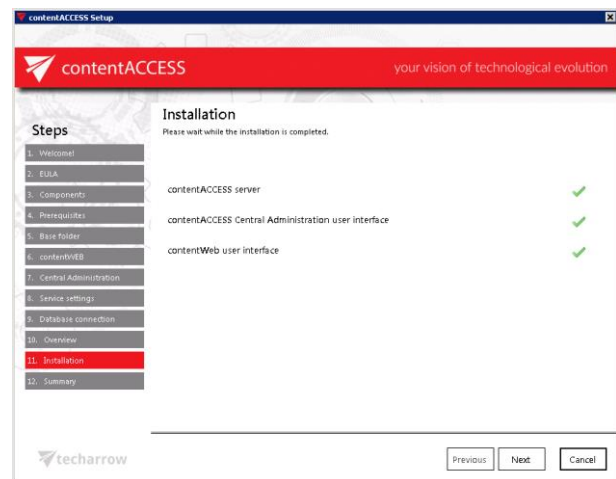 contentACCESS Setup
contentACCESS
your vision of technological evolution
Steps
1. Welcome!
2. EULA
3. Components
4. Prerequisites
5. Base folder
6. contentWEB
7. Central Administration
8. Service settings
9. Database connection
10. Overview
11. Installation
12. Summary
Installation
Please wait while the installation is completed.
contentACCESS server
contentACCESS Central Administration user interface
contentWeb user interface
techarrow
Previous
Next
Cancel